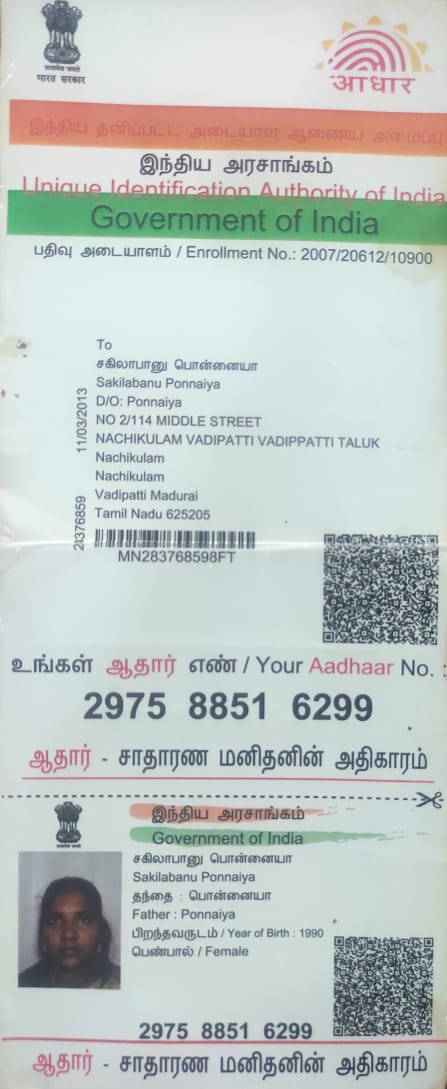 सत्यमेव जयते
भारत सरकार
आधार
இந்திய தனிப்பட்ட அடையாள ஆணைய அமைப்பு
இந்திய அரசாங்கம்
Unique Identification Authority of India
Government of India
பதிவு அடையாளம் / Enrollment No.: 2007/20612/10900
To
சகிலாபானு பொன்னையா
Sakilabanu Ponnaiya
D/O: Ponnaiya
NO 2/114 MIDDLE STREET
NACHIKULAM VADIPATTI VADIPPATTI TALUK
Nachikulam
Nachikulam
Vadipatti Madurai
Tamil Nadu 625205
11/03/2013
MN283768598FT
உங்கள் ஆதார் எண் / Your Aadhaar No. :
2975 8851 6299
ஆதார் - சாதாரண மனிதனின் அதிகாரம்
இந்திய அரசாங்கம்
Government of India
சகிலாபானு பொன்னையா
Sakilabanu Ponnaiya
தந்தை : பொன்னையா
Father : Ponnaiya
பிறந்தவருடம் / Year of Birth : 1990
பெண்பால் / Female
2975 8851 6299
ஆதார் - சாதாரண மனிதனின் அதிகாரம்